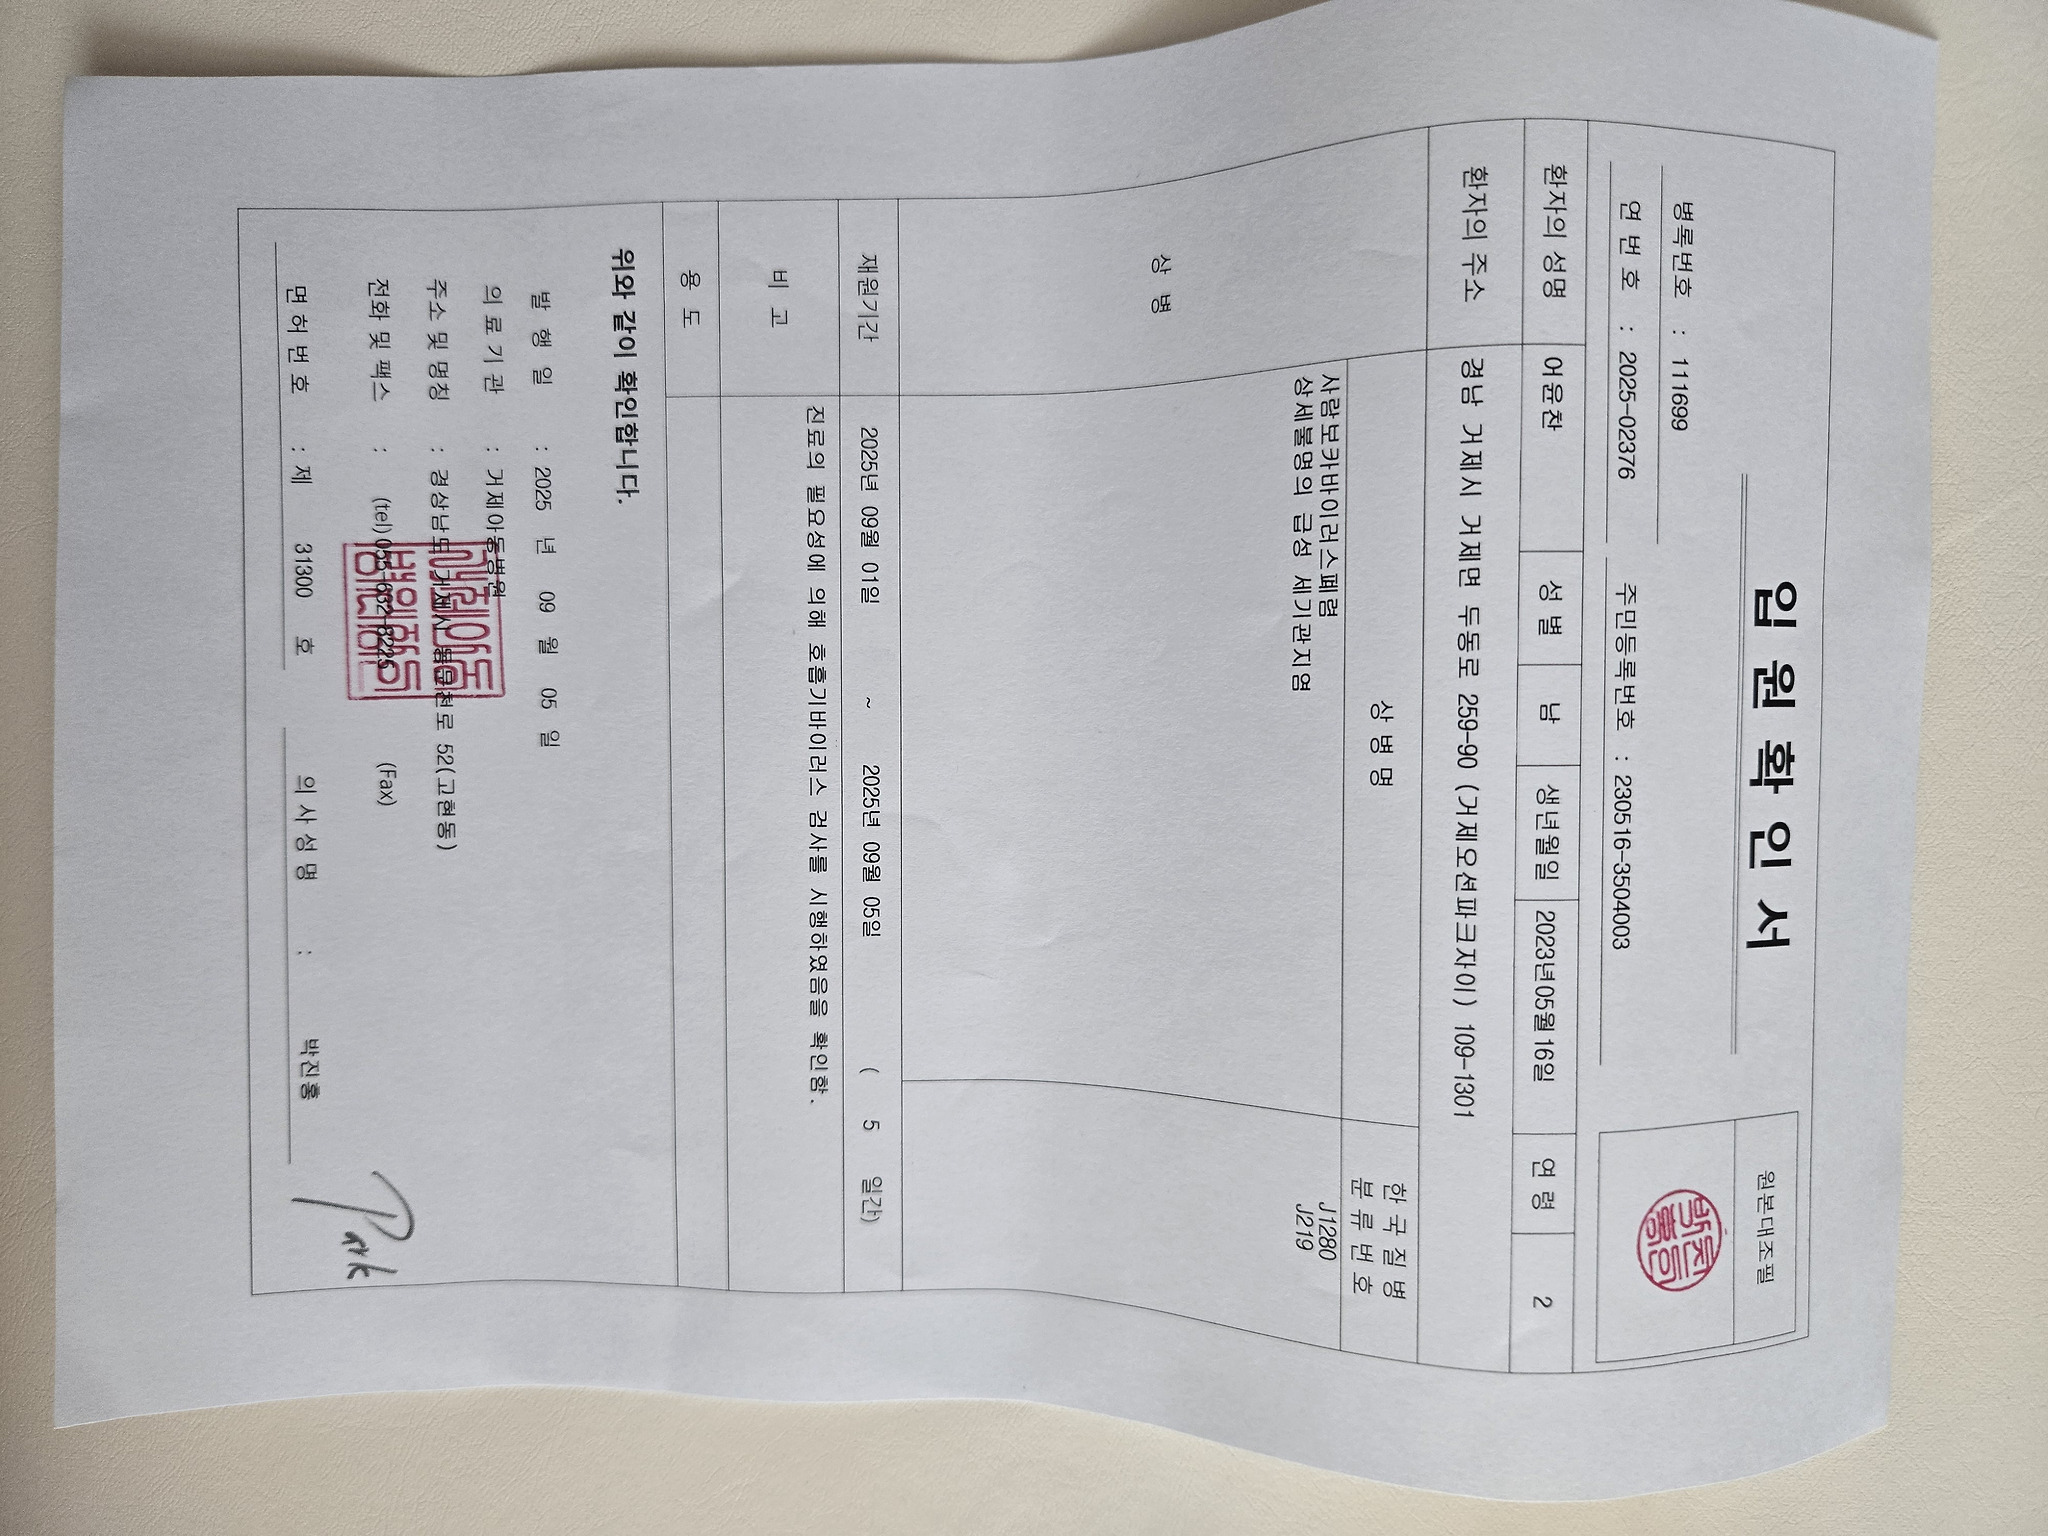 입 원 확 인 서
원본대조필
병록번호 : 111699
연 번 호 : 2025-02376 주민등록번호 : 230516-3504003
환자의 성명 어윤찬 성 별 남 생년월일 2023년05월16일 연 령 2
환자의 주소 경남 거제시 거제면 두동로 259-90 (거제오션파크자이) 109-1301
상 병 상 병 명 한 국 질 병 분 류 번 호
사람보카바이러스폐렴 J1280
상세불명의 급성 세기관지염 J219
재원기간 2025년 09월 01일 ~ 2025년 09월 05일 ( 5 일간)
비 고 진료의 필요성에 의해 호흡기바이러스 검사를 시행하였음을 확인함.
용 도
위와 같이 확인합니다.
발 행 일 : 2025 년 09 월 05 일
의 료 기 관 : 거제아동병원
주소 및 명칭 : 경상남도 거제시 천로 52(고현동)
전화 및 팩스 : (tel)055-632-8225 (Fax)
면 허 번 호 : 제 31300 호 의 사 성 명 : 박진홍
Park